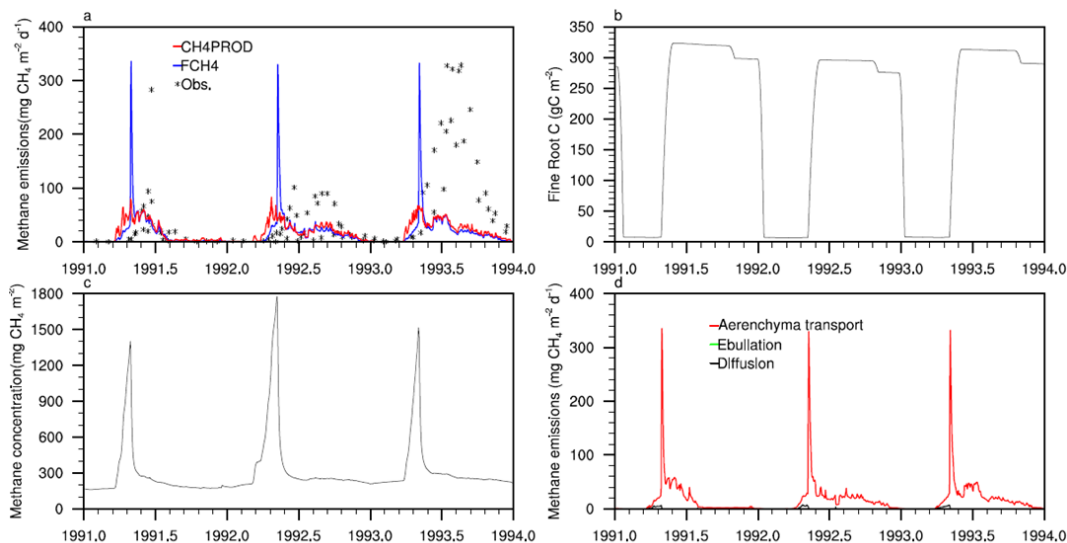 a
Methane emissions(mg CH₄ m⁻² d⁻¹)
400
300
200
100
0
CH4PROD
FCH4
Obs.
1991.0 1991.5 1992.0 1992.5 1993.0 1993.5 1994.0
b
Fine Root C (gC m⁻²)
350
300
250
200
150
100
50
0
1991.0 1991.5 1992.0 1992.5 1993.0 1993.5 1994.0
c
Methane concentration(mg CH₄ m⁻²)
1800
1500
1200
900
600
300
0
1991.0 1991.5 1992.0 1992.5 1993.0 1993.5 1994.0
d
Methane emissions (mg CH₄ m⁻² d⁻¹)
400
300
200
100
0
Aerenchyma transport
Ebullation
Diffusion
1991.0 1991.5 1992.0 1992.5 1993.0 1993.5 1994.0